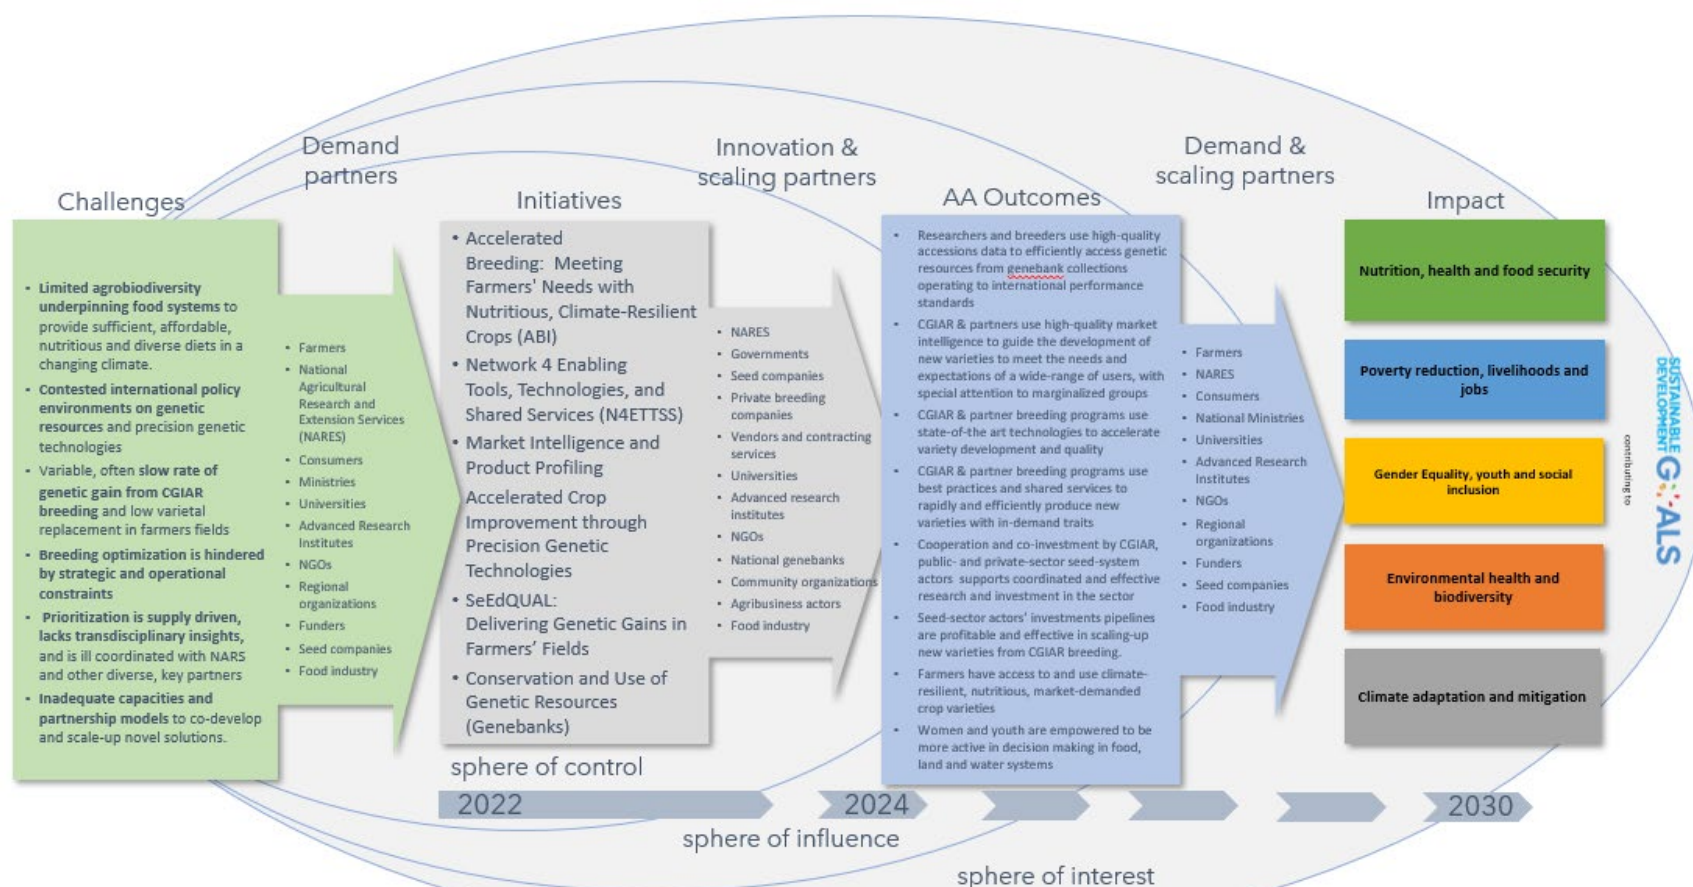 Challenges
• Limited agrobiodiversity
underpinning food systems to
provide sufficient, affordable,
nutritious and diverse diets in a
changing climate.
• Contested international policy
environments on genetic
resources and precision genetic
technologies
• Variable, often slow rate of
genetic gain from CGIAR
breeding and low varietal
replacement in farmers fields
• Breeding optimization is hindered
by strategic and operational
constraints
• Prioritization is supply driven,
lacks transdisciplinary insights,
and is ill coordinated with NARS
and other diverse, key partners
• Inadequate capacities and
partnership models to co-develop
and scale-up novel solutions.
Demand
partners
• Farmers
• National
Agricultural
Research and
Extension Services
(NARES)
• Consumers
• Ministries
• Universities
• Advanced Research
Institutes
• NGOs
• Regional
organizations
• Funders
• Seed companies
• Food industry
Initiatives
• Accelerated
Breeding: Meeting
Farmers' Needs with
Nutritious, Climate-Resilient
Crops (ABI)
• Network 4 Enabling
Tools, Technologies, and
Shared Services (N4ETTSS)
• Market Intelligence and
Product Profiling
Accelerated Crop
Improvement through
Precision Genetic
Technologies
• SeEdQUAL:
Delivering Genetic Gains in
Farmers’ Fields
• Conservation and Use of
Genetic Resources
(Genebanks)
Innovation &
scaling partners
• NARES
• Governments
• Seed companies
• Private breeding
companies
• Vendors and contracting
services
• Universities
• Advanced research
institutes
• NGOs
• National genebanks
• Community organizations
• Agribusiness actors
• Food industry
AA Outcomes
• Researchers and breeders use high-quality
accessions data to efficiently access genetic
resources from genebank collections
operating to international performance
standards
• CGIAR & partners use high-quality market
intelligence to guide the development of
new varieties to meet the needs and
expectations of a wide-range of users, with
special attention to marginalized groups
• CGIAR & partner breeding programs use
state-of-the art technologies to accelerate
variety development and quality
• CGIAR & partner breeding programs use
best practices and shared services to
rapidly and efficiently produce new
varieties with in-demand traits
• Cooperation and co-investment by CGIAR,
public- and private-sector seed-system
actors supports coordinated and effective
research and investment in the sector
• Seed-sector actors’ investments pipelines
are profitable and effective in scaling-up
new varieties from CGIAR breeding.
• Farmers have access to and use climate-
resilient, nutritious, market-demanded
crop varieties
• Women and youth are empowered to be
more active in decision making in food,
land and water systems
Demand &
scaling partners
• Farmers
• NARES
• Consumers
• National Ministries
• Universities
• Advanced Research
Institutes
• NGOs
• Regional
organizations
• Funders
• Seed companies
• Food industry
Impact
Nutrition, health and food security
Poverty reduction, livelihoods and
jobs
Gender Equality, youth and social
inclusion
Environmental health and
biodiversity
Climate adaptation and mitigation
contributing to
SUSTAINABLE
DEVELOPMENT
GOALS
sphere of control
2022
2024
2030
sphere of influence
sphere of interest